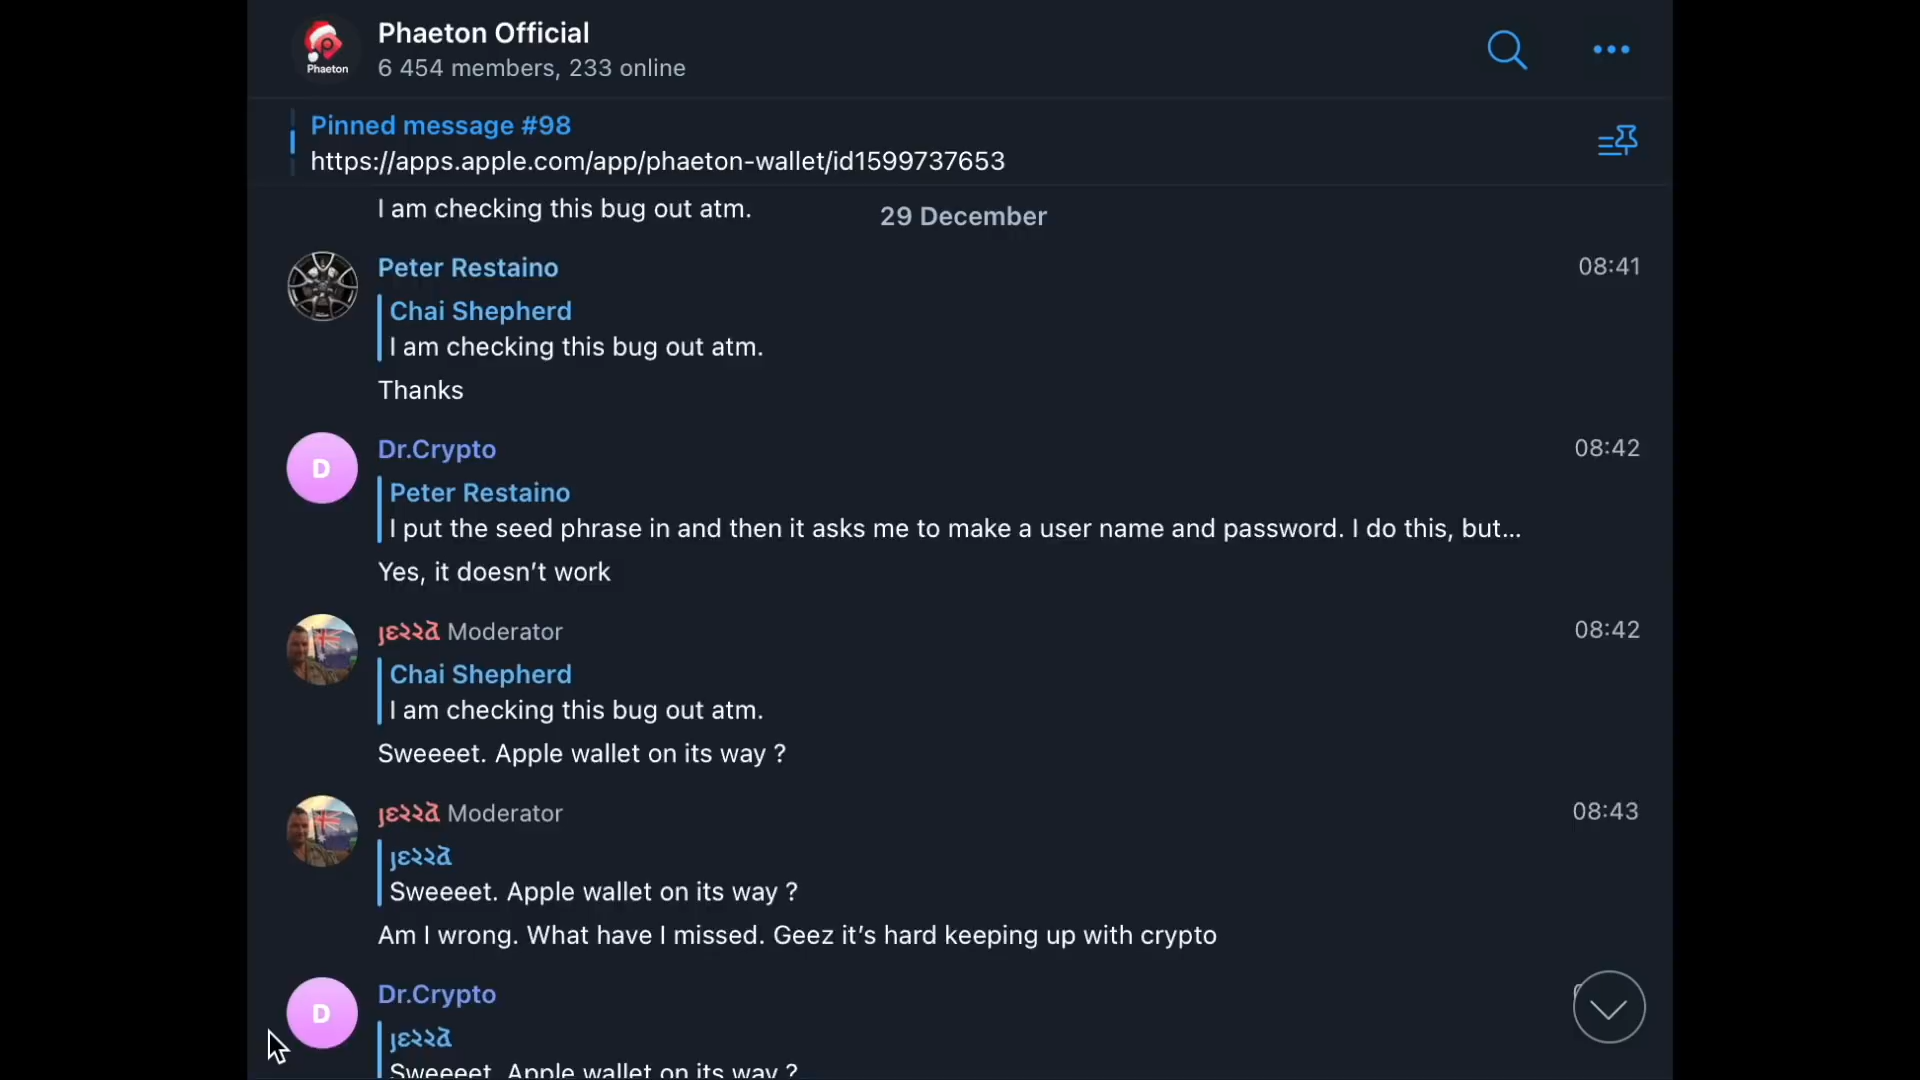 Phaeton Official
Phaeton
6 454 members, 233 online
Pinned message #98
https://apps.apple.com/app/phaeton-wallet/id1599737653
I am checking this bug out atm.
29 December
Peter Restaino
08:41
Chai Shepherd
I am checking this bug out atm.
Thanks
Dr.Crypto
08:42
D
Peter Restaino
I put the seed phrase in and then it asks me to make a user name and password. I do this, but...
Yes, it doesn’t work
Moderator
08:42
Chai Shepherd
I am checking this bug out atm.
Sweeeet. Apple wallet on its way ?
Moderator
08:43
Sweeeet. Apple wallet on its way ?
Am I wrong. What have I missed. Geez it’s hard keeping up with crypto
Dr.Crypto
D
Sweeeet. Apple wallet on its way ?